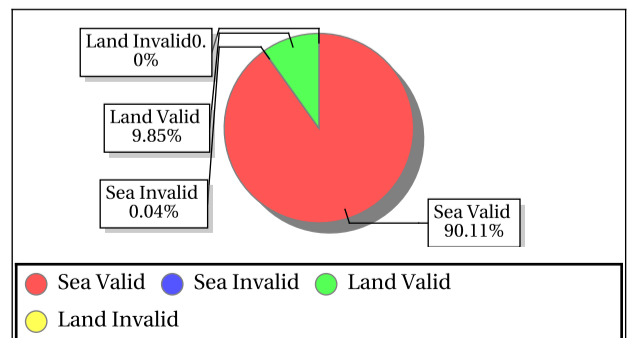 Land Invalid0.
0%
Land Valid
9.85%
Sea Invalid
0.04%
Sea Valid
90.11%
Sea Valid Sea Invalid Land Valid
Land Invalid